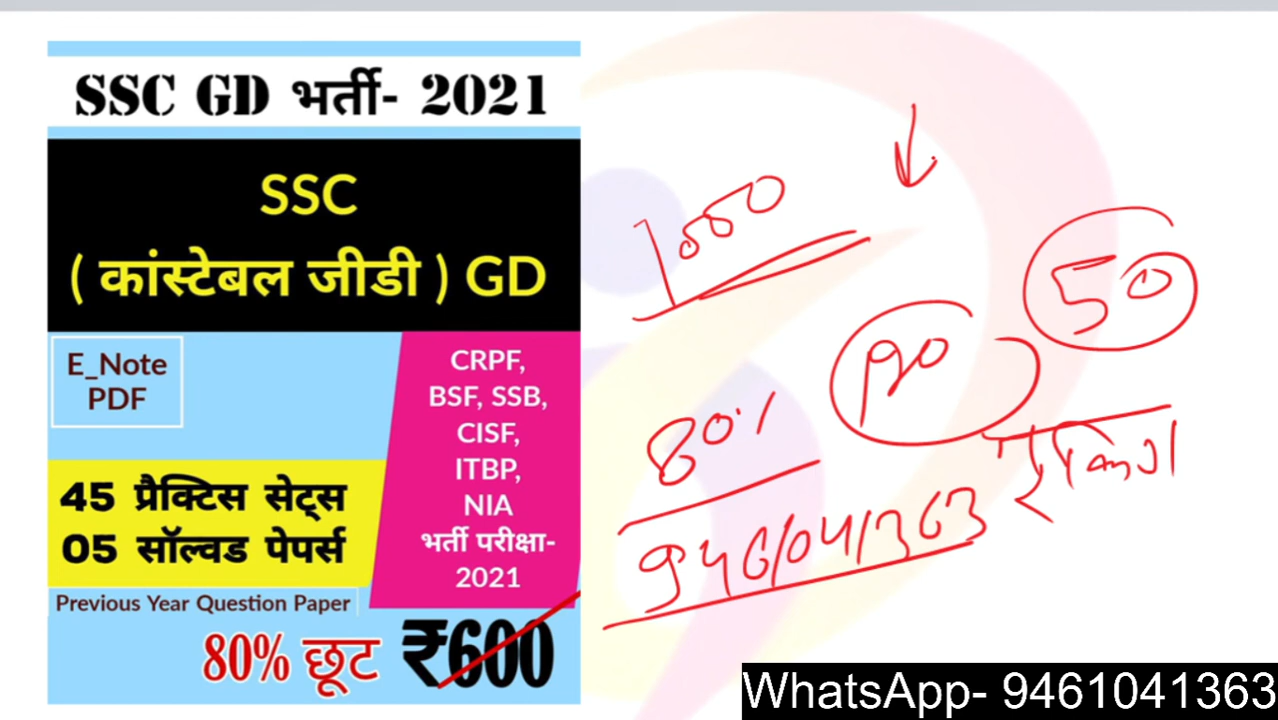 SSC GD भर्ती- 2021
SSC
( कांस्टेबल जीडी ) GD
E_Note
PDF
CRPF,
BSF, SSB,
CISF,
ITBP,
NIA
भर्ती परीक्षा-
2021
45 प्रैक्टिस सेट्स
05 सॉल्वड पेपर्स
Previous Year Question Paper
80% छूट ₹600
1000
50
80%
9461041363
WhatsApp- 9461041363